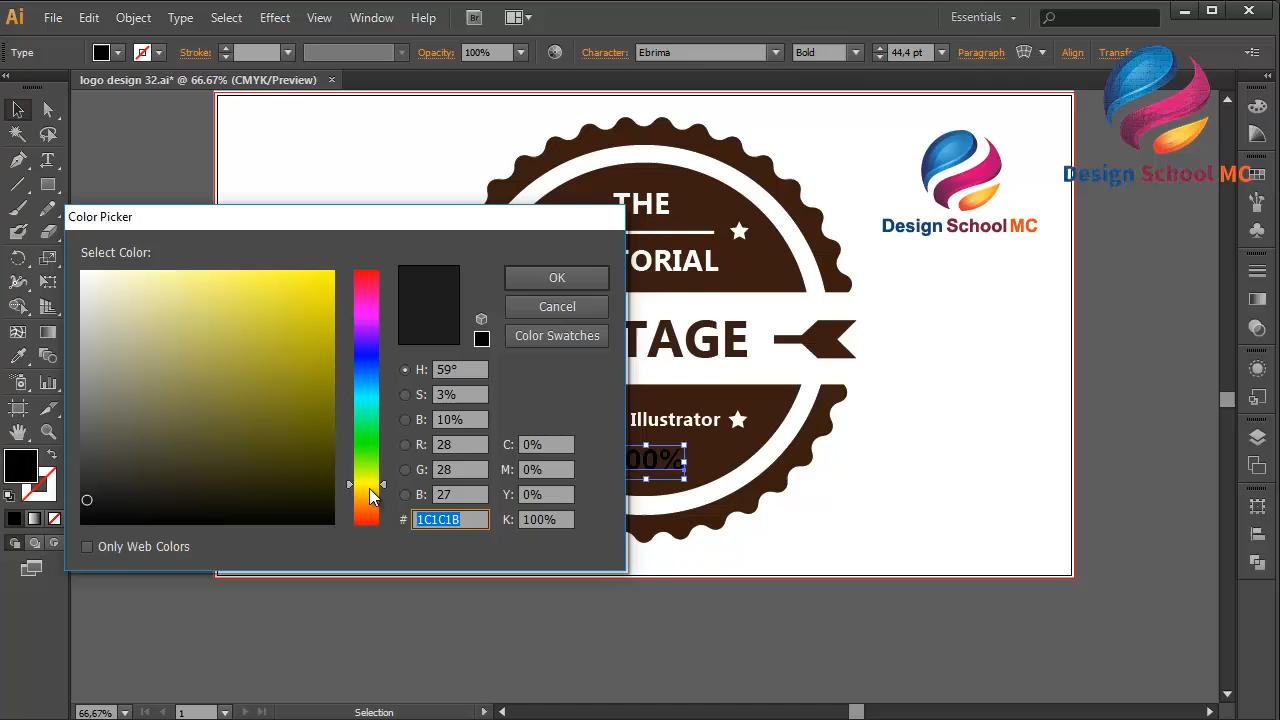 Ai File Edit Object Type Select Effect View Window Help Br Essentials
Type Stroke: Opacity: 100% Character: Ebrima Bold 44,4 pt Paragraph Align Transf
logo design 32.ai* @ 66.67% (CMYK/Preview) ×
Design School MC
Design School MC
THE
TORIAL
TAGE
Illustrator
00%
Color Picker
Select Color:
OK
Cancel
Color Swatches
H: 59°
S: 3%
B: 10%
R: 28 C: 0%
G: 28 M: 0%
B: 27 Y: 0%
# 1C1C1B K: 100%
Only Web Colors
66,67% 1 Selection